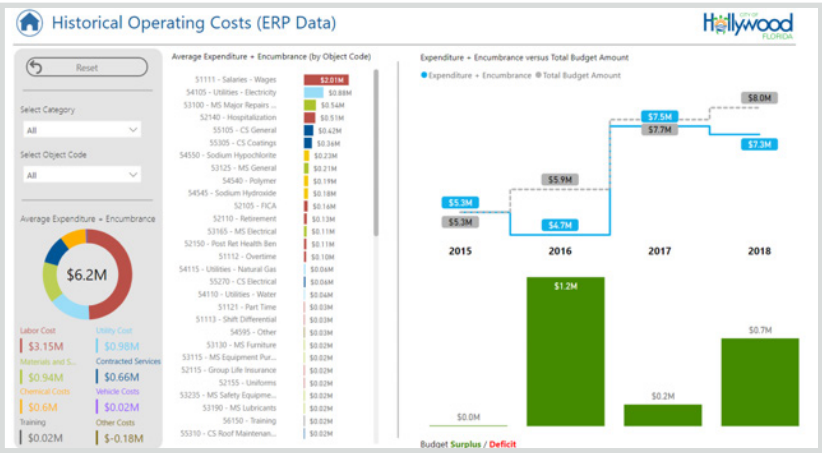 Historical Operating Costs (ERP Data)
CITY OF
Hollywood
FLORIDA
Reset
Select Category
All
Select Object Code
All
Average Expenditure + Encumbrance
$6.2M
Labor Cost
$3.15M
Utility Cost
$0.98M
Materials and S...
$0.94M
Contracted Services
$0.66M
Chemical Costs
$0.6M
Vehicle Costs
$0.02M
Training
$0.02M
Other Costs
$-0.18M
Average Expenditure + Encumbrance (by Object Code)
51111 - Salaries - Wages $2.01M
54105 - Utilities - Electricity $0.88M
53100 - MS Major Repairs ... $0.54M
52140 - Hospitalization $0.51M
55105 - CS General $0.42M
55305 - CS Coatings $0.36M
54550 - Sodium Hypochlorite $0.23M
53125 - MS General $0.21M
54540 - Polymer $0.19M
54545 - Sodium Hydroxide $0.18M
52105 - FICA $0.16M
52110 - Retirement $0.13M
53165 - MS Electrical $0.11M
52150 - Post Ret Health Ben $0.11M
51112 - Overtime $0.10M
54115 - Utilities - Natural Gas $0.06M
55270 - CS Electrical $0.06M
54110 - Utilities - Water $0.06M
51121 - Part Time $0.03M
51113 - Shift Differential $0.03M
54595 - Other $0.03M
53130 - MS Furniture $0.02M
53115 - MS Equipment Pur... $0.02M
52115 - Group Life Insurance $0.02M
52155 - Uniforms $0.02M
53235 - MS Safety Equipme... $0.02M
53190 - MS Lubricants $0.02M
56150 - Training $0.02M
55310 - CS Roof Maintenan... $0.02M
Expenditure + Encumbrance versus Total Budget Amount
Expenditure + Encumbrance Total Budget Amount
$8.0M
$7.5M
$7.7M
$7.3M
$5.9M
$5.3M
$5.3M
$4.7M
2015 2016 2017 2018
$1.2M
$0.7M
$0.2M
$0.0M
Budget Surplus / Deficit